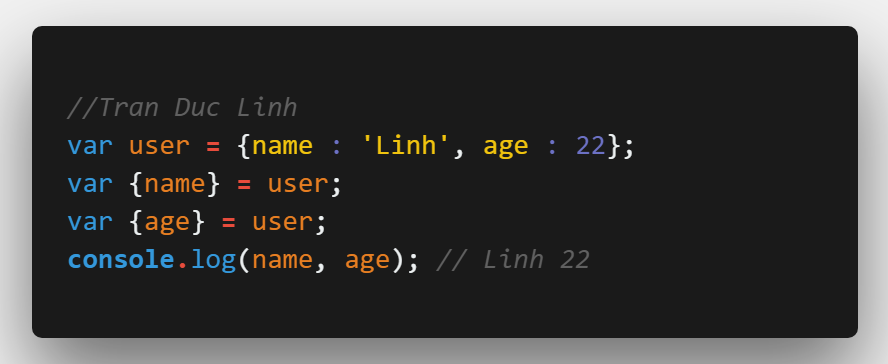 //Tran Duc Linh
var user = {name : 'Linh', age : 22};
var {name} = user;
var {age} = user;
console.log(name, age); // Linh 22